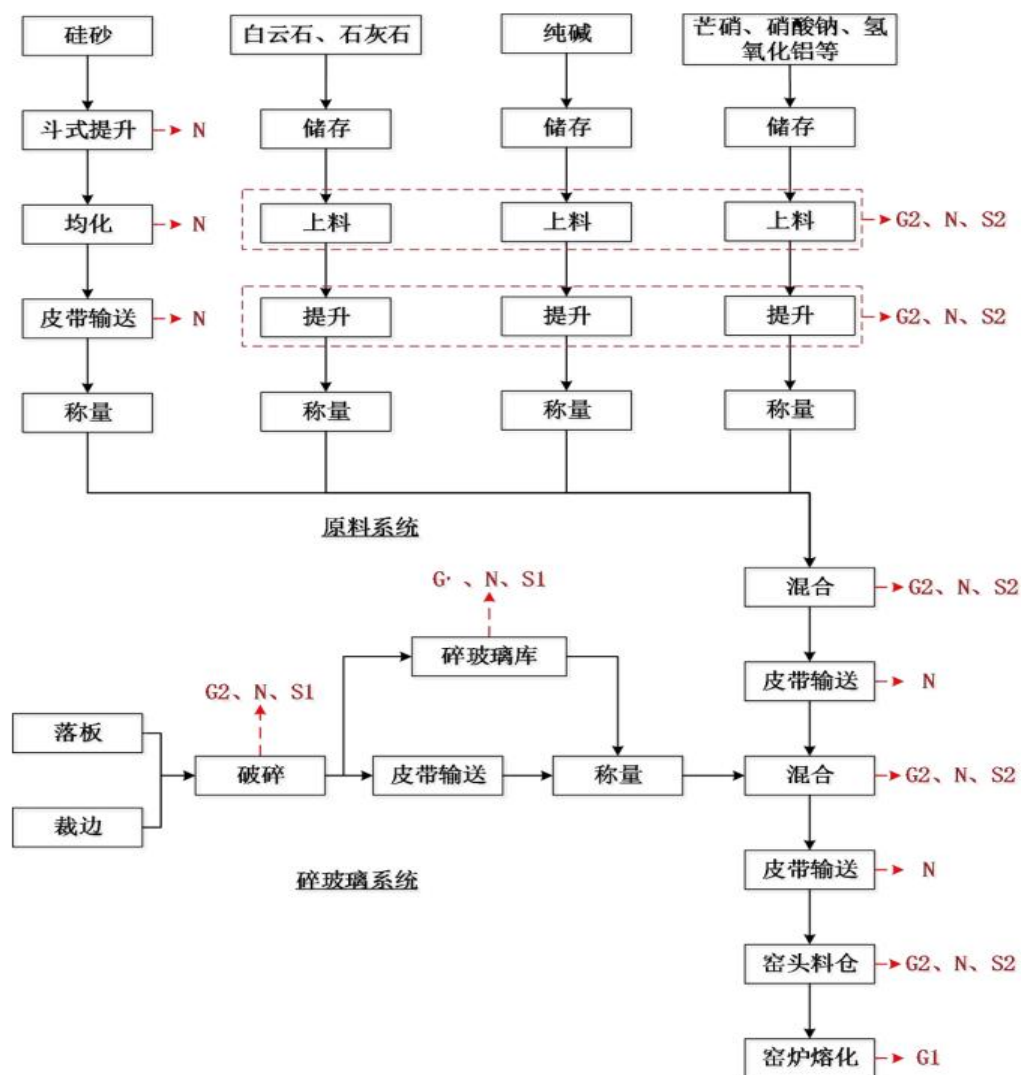 硅砂
白云石、石灰石
纯碱
芒硝、硝酸钠、氢
氧化铝等
斗式提升
N
储存
储存
储存
均化
N
上料
上料
上料
G2、N、S2
皮带输送
N
提升
提升
提升
G2、N、S2
称量
称量
称量
称量
原料系统
混合
G2、N、S2
G· 、N、S1
碎玻璃库
皮带输送
N
G2、N、S1
落板
破碎
皮带输送
称量
混合
G2、N、S2
裁边
皮带输送
N
碎玻璃系统
窑头料仓
G2、N、S2
窑炉熔化
G1